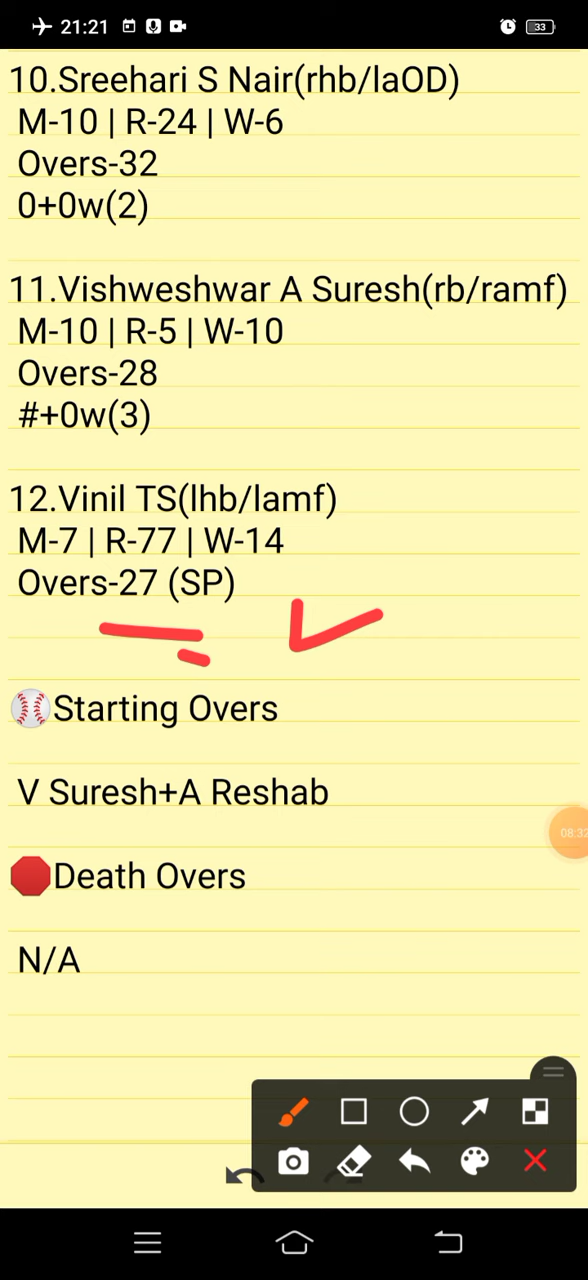 21:21
33
10.Sreehari S Nair(rhb/laOD)
M-10 | R-24 | W-6
Overs-32
0+0w(2)
11.Vishweshwar A Suresh(rb/ramf)
M-10 | R-5 | W-10
Overs-28
#+0w(3)
12.Vinil TS(lhb/lamf)
M-7 | R-77 | W-14
Overs-27 (SP)
⚾Starting Overs
V Suresh+A Reshab
08:32
🛑Death Overs
N/A